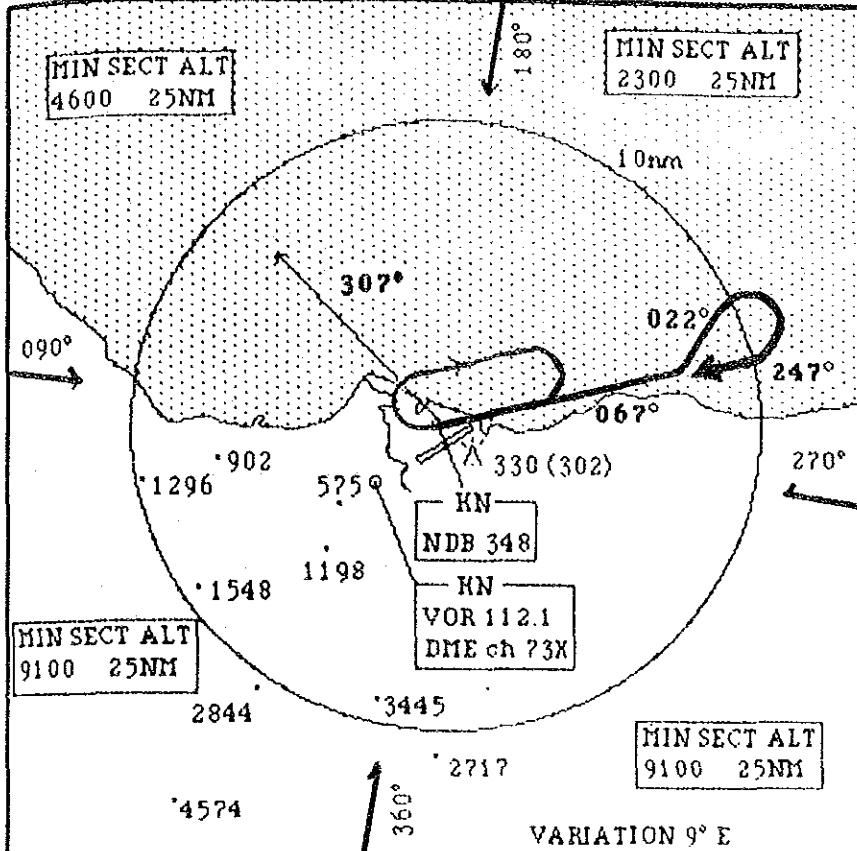 MIN SECT ALT
4600 25NM
180°
MIN SECT ALT
2300 25NM
10nm
307°
022°
090°
247°
067°
902
1296
575
330 (302)
270°
HN
NDB 348
1198
1548
HN
VOR 112.1
DME ch 73X
MIN SECT ALT
9100 25NM
2844
3445
2717
MIN SECT ALT
9100 25NM
4574
360°
VARIATION 9° E